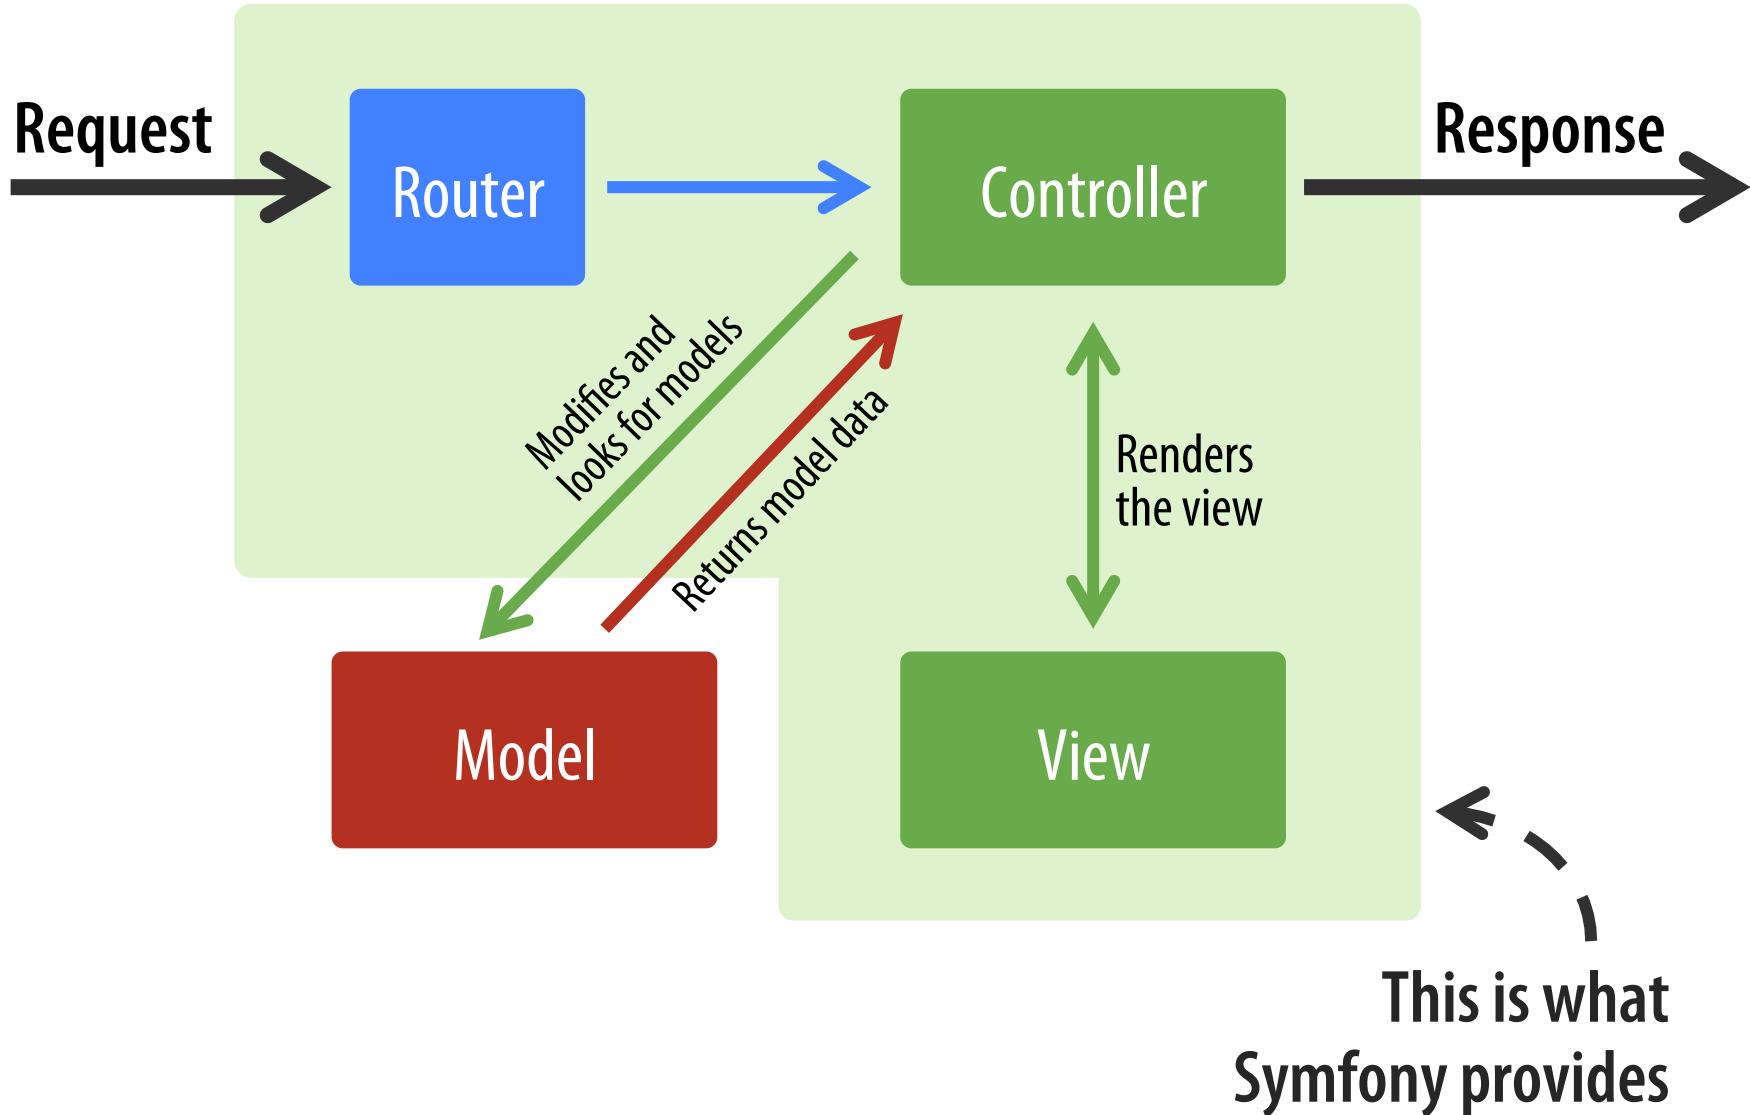 Request
Response
Router
Controller
Modifies and
looks for models
Returns model data
Renders
the view
Model
View
This is what
Symfony provides